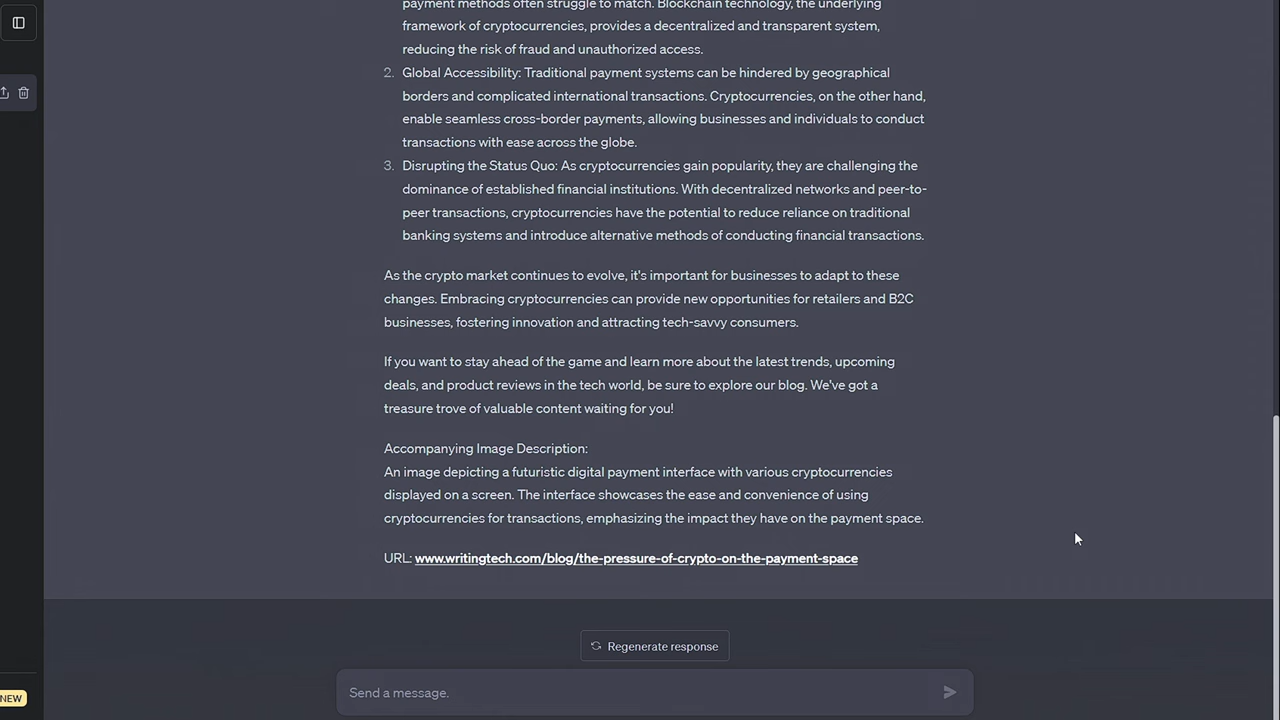 payment methods often struggle to match. Blockchain technology, the underlying
framework of cryptocurrencies, provides a decentralized and transparent system,
reducing the risk of fraud and unauthorized access.
2. Global Accessibility: Traditional payment systems can be hindered by geographical
borders and complicated international transactions. Cryptocurrencies, on the other hand,
enable seamless cross-border payments, allowing businesses and individuals to conduct
transactions with ease across the globe.
3. Disrupting the Status Quo: As cryptocurrencies gain popularity, they are challenging the
dominance of established financial institutions. With decentralized networks and peer-to-
peer transactions, cryptocurrencies have the potential to reduce reliance on traditional
banking systems and introduce alternative methods of conducting financial transactions.
As the crypto market continues to evolve, it's important for businesses to adapt to these
changes. Embracing cryptocurrencies can provide new opportunities for retailers and B2C
businesses, fostering innovation and attracting tech-savvy consumers.
If you want to stay ahead of the game and learn more about the latest trends, upcoming
deals, and product reviews in the tech world, be sure to explore our blog. We've got a
treasure trove of valuable content waiting for you!
Accompanying Image Description:
An image depicting a futuristic digital payment interface with various cryptocurrencies
displayed on a screen. The interface showcases the ease and convenience of using
cryptocurrencies for transactions, emphasizing the impact they have on the payment space.
URL: www.writingtech.com/blog/the-pressure-of-crypto-on-the-payment-space
Regenerate response
Send a message.
NEW